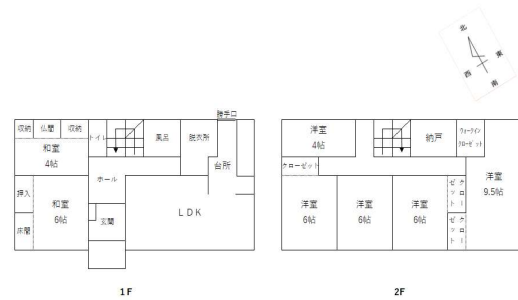 北
東
西
南
勝手口
収納 仏間 収納
トイレ
風呂
脱衣所
和室
4帖
台所
ホール
押入
和室
6帖
玄関
LDK
床間
1F
洋室
4帖
納戸
ウォークイン
クローゼット
クローゼット
洋室
9.5帖
クローゼット
洋室
6帖
洋室
6帖
洋室
6帖
クローゼット
2F